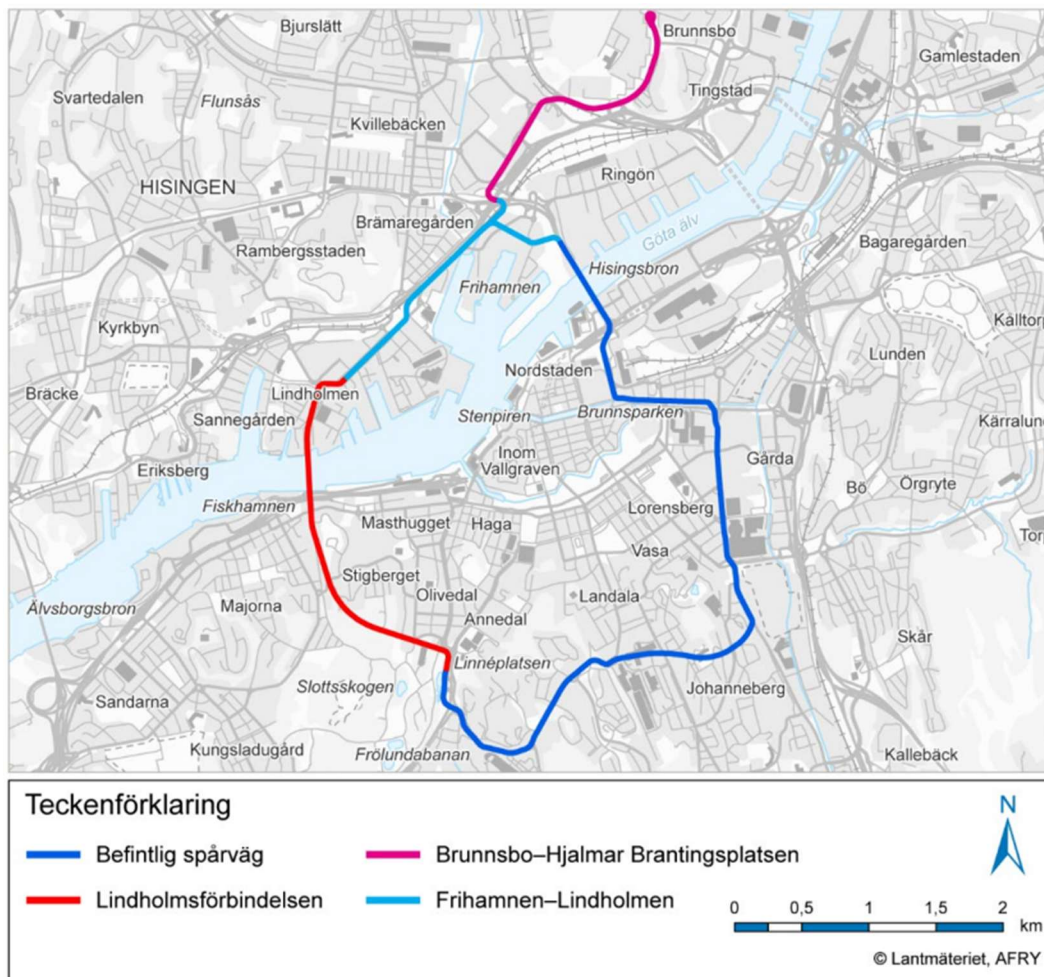 Bjurslätt
Brunnsbo
Gamlestaden
Svartedalen
Flunsås
Tingstad
Kvillebäcken
HISINGEN
Ringön
Brämaregården
Göta älv
Rambergsstaden
Bagaregården
Hisingsbron
Frihamnen
Kyrkbyn
Kålltorp
Lunden
Nordstaden
Bräcke
Lindholmen
Sannegården
Stenpiren
Brunnsparken
Kärralund
Inom
Vallgraven
Gårda
Eriksberg
Bö
Örgryte
Fiskhamnen
Lorensberg
Masthugget
Haga
Torp
Vasa
Stigberget
Olivedal
Landala
Älvsborgsbron
Majorna
Annedal
Skår
Linnéplatsen
Slottsskogen
Johanneberg
Sandarna
Kungsladugård
Frölundabanan
Kallebäck
Teckenförklaring
N
Befintlig spårväg
Brunnsbo–Hjalmar Brantingsplatsen
Lindholmsförbindelsen
Frihamnen–Lindholmen
0 0,5 1 1,5 2
km
© Lantmäteriet, AFRY